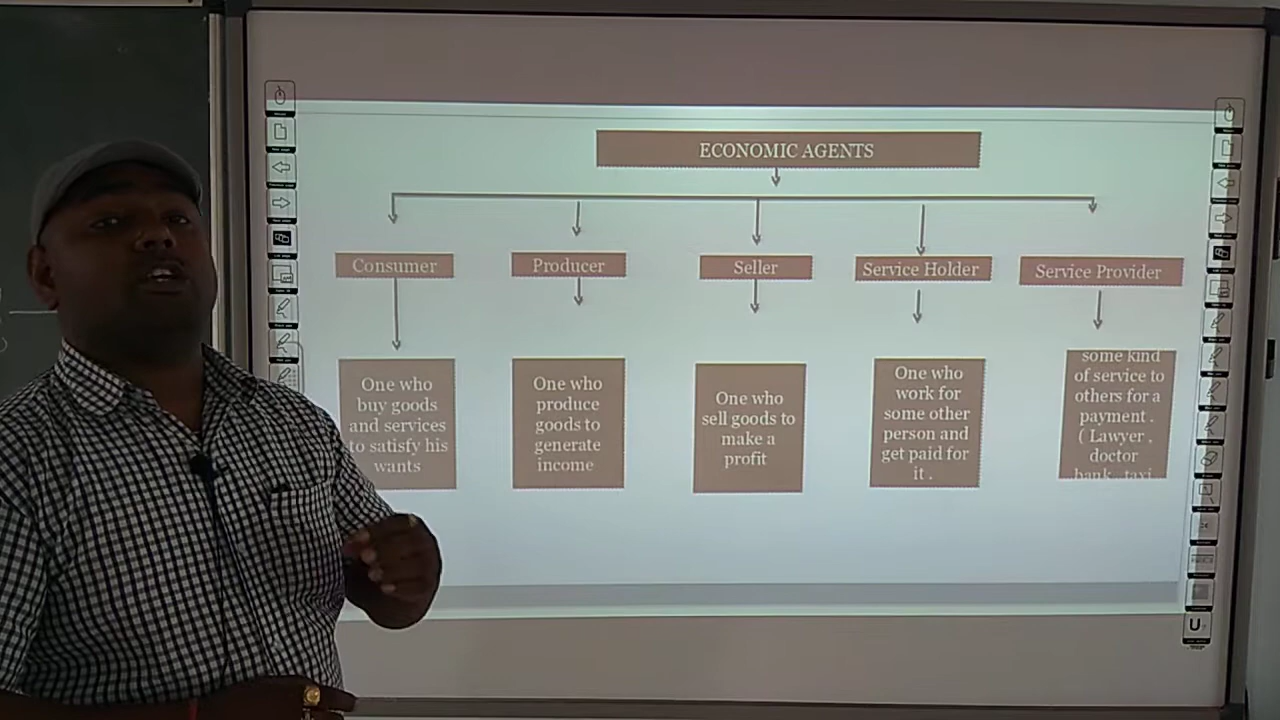 ECONOMIC AGENTS
Consumer
Producer
Seller
Service Holder
Service Provider
One who
buy goods
and services
to satisfy his
wants
One who
produce
goods to
generate
income
One who
sell goods to
make a
profit
One who
work for
some other
person and
get paid for
it .
some kind
of service to
others for a
payment .
( Lawyer ,
doctor
bank , taxi
U